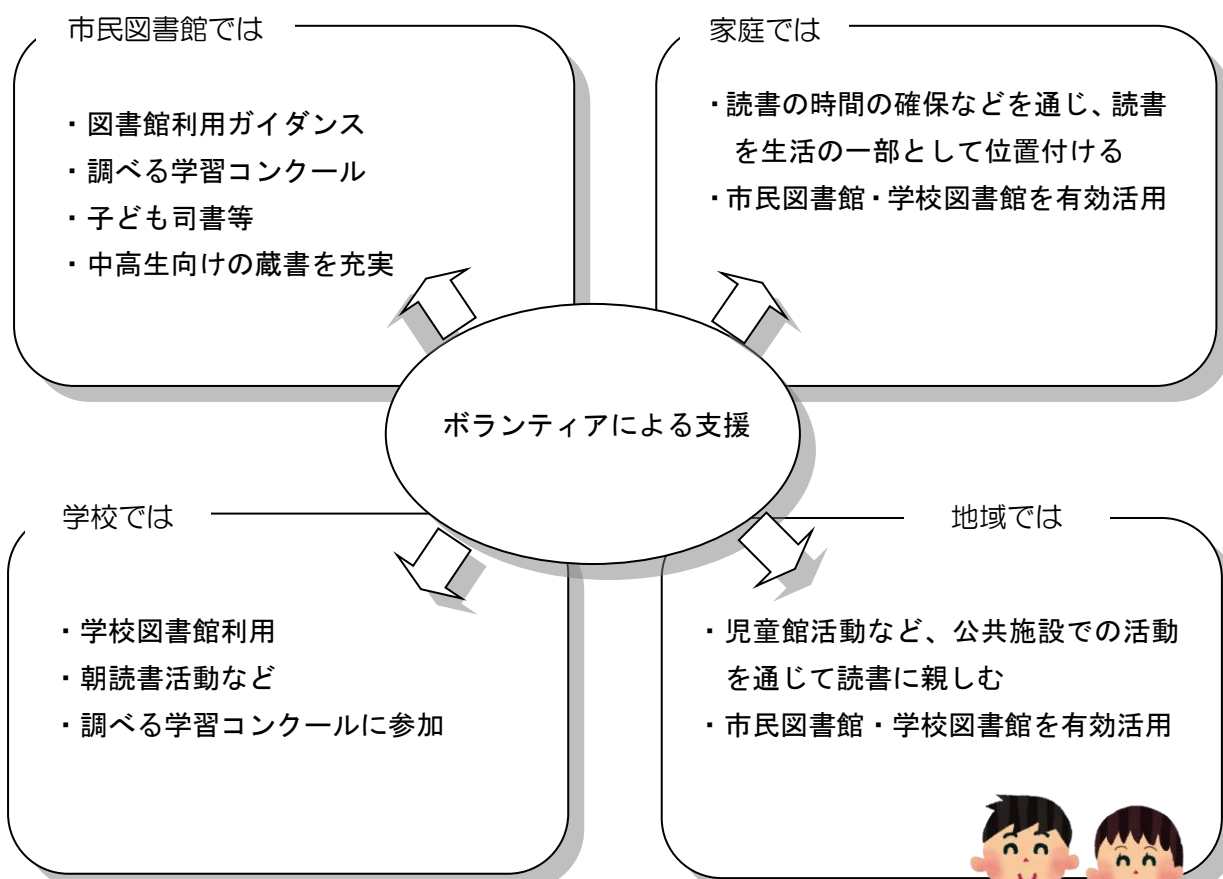 市民図書館では
・図書館利用ガイダンス
・調べる学習コンクール
・子ども司書等
・中高生向けの蔵書を充実
家庭では
・読書の時間の確保などを通じ、読書
を生活の一部として位置付ける
・市民図書館・学校図書館を有効活用
ボランティアによる支援
学校では
・学校図書館利用
・朝読書活動など
・調べる学習コンクールに参加
地域では
・児童館活動など、公共施設での活動
を通じて読書に親しむ
・市民図書館・学校図書館を有効活用